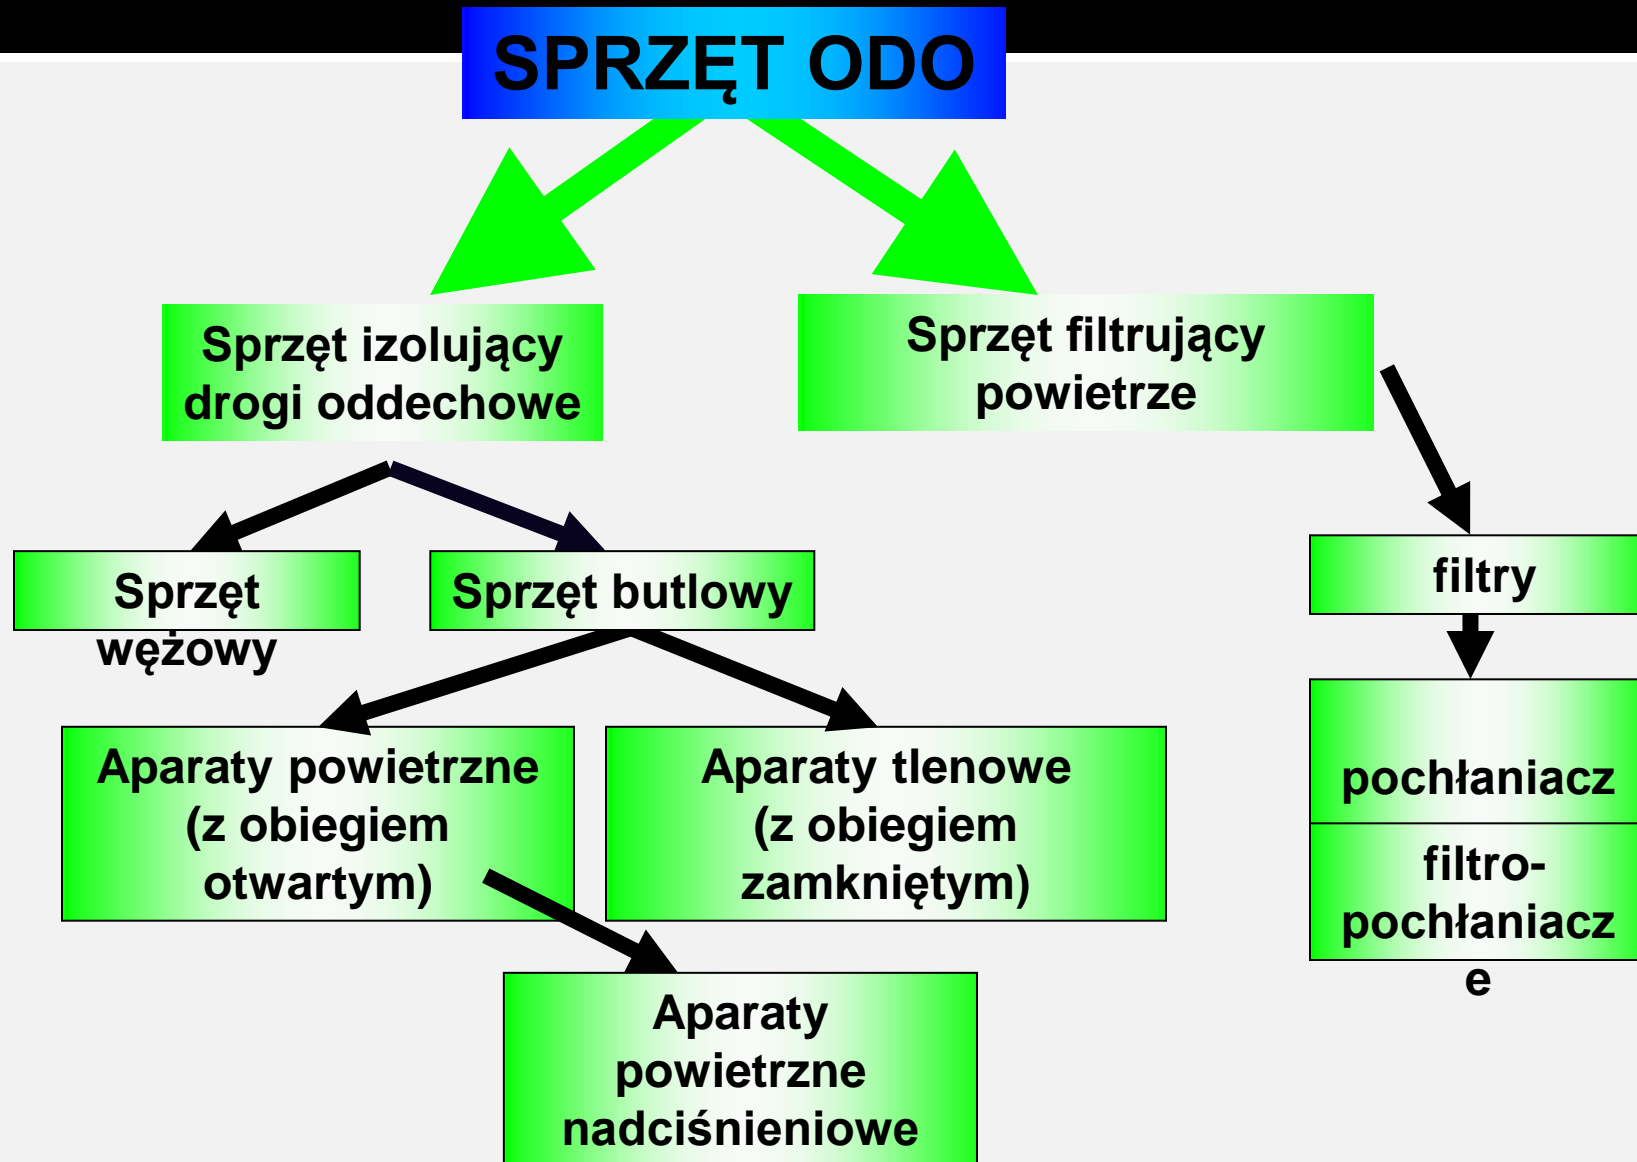 SPRZĘT ODO
Sprzęt izolujący
drogi oddechowe
Sprzęt filtrujący
powietrze
Sprzęt
wężowy
Sprzęt butlowy
filtry
Aparaty powietrzne
(z obiegiem
otwartym)
Aparaty tlenowe
(z obiegiem
zamkniętym)
pochłaniacz
filtro-
pochłaniacz
e
Aparaty
powietrzne
nadciśnieniowe